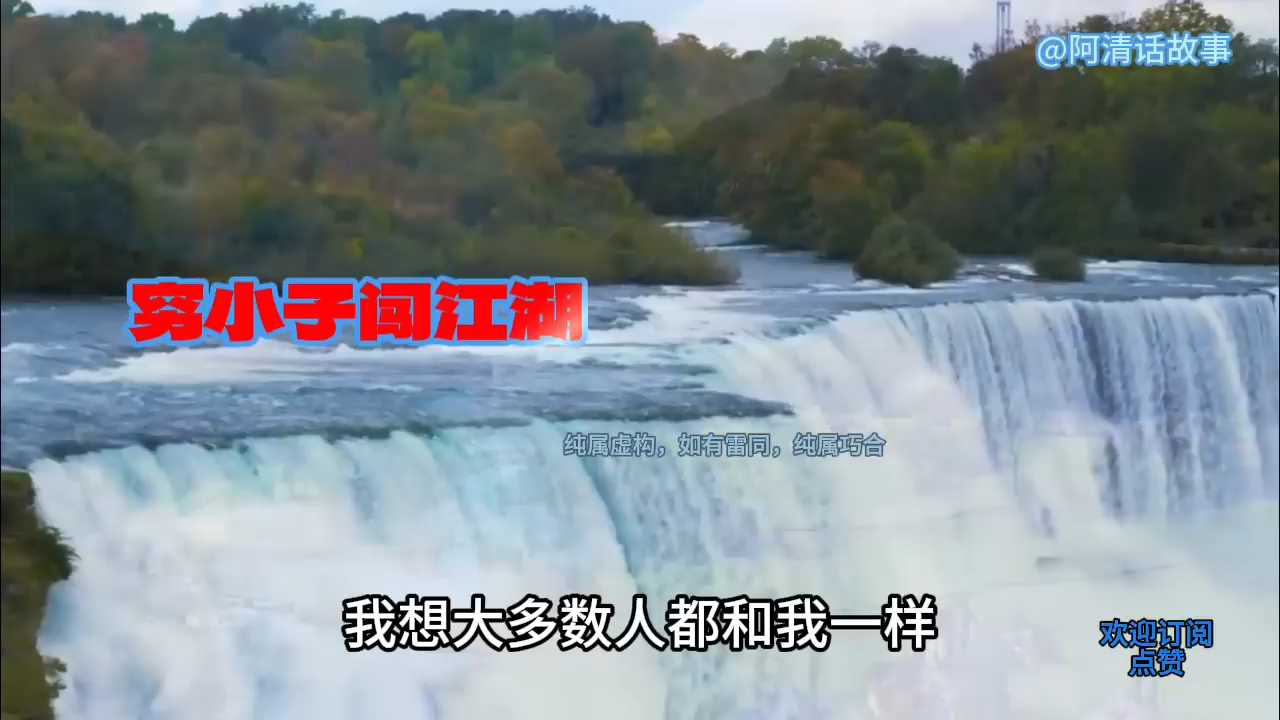 @阿清话故事
穷小子闯江湖
纯属虚构，如有雷同，纯属巧合
我想大多数人都和我一样
欢迎订阅
点赞